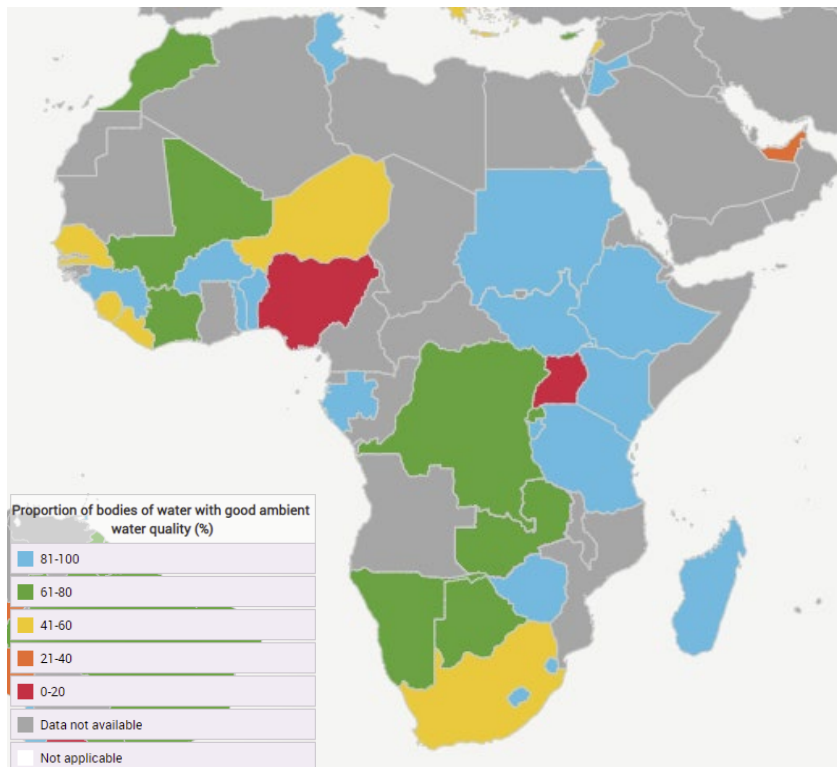 Proportion of bodies of water with good ambient
water quality (%)
81-100
61-80
41-60
21-40
0-20
Data not available
Not applicable